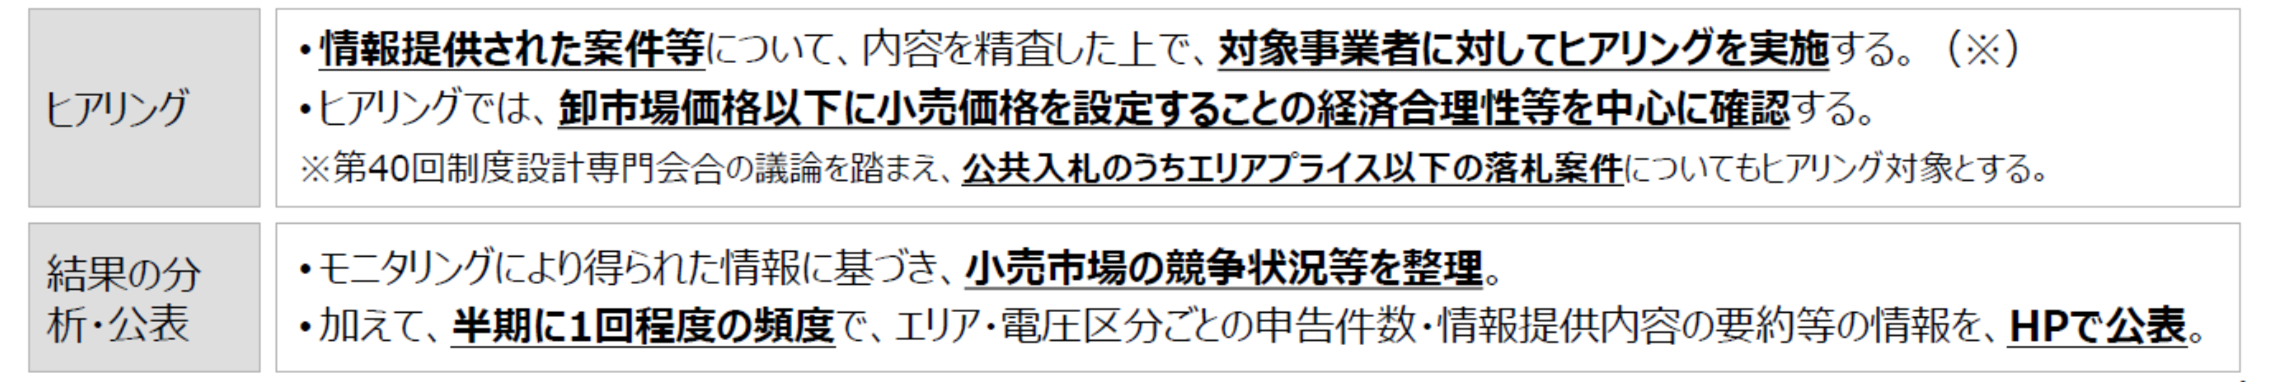 ヒアリング
・情報提供された案件等について、内容を精査した上で、対象事業者に対してヒアリングを実施する。（※）
・ヒアリングでは、卸市場価格以下に小売価格を設定することの経済合理性等を中心に確認する。
※第40回制度設計専門会合の議論を踏まえ、公共入札のうちエリアプライス以下の落札案件についてもヒアリング対象とする。
結果の分
析・公表
・モニタリングにより得られた情報に基づき、小売市場の競争状況等を整理。
・加えて、半期に1回程度の頻度で、エリア・電圧区分ごとの申告件数・情報提供内容の要約等の情報を、HPで公表。